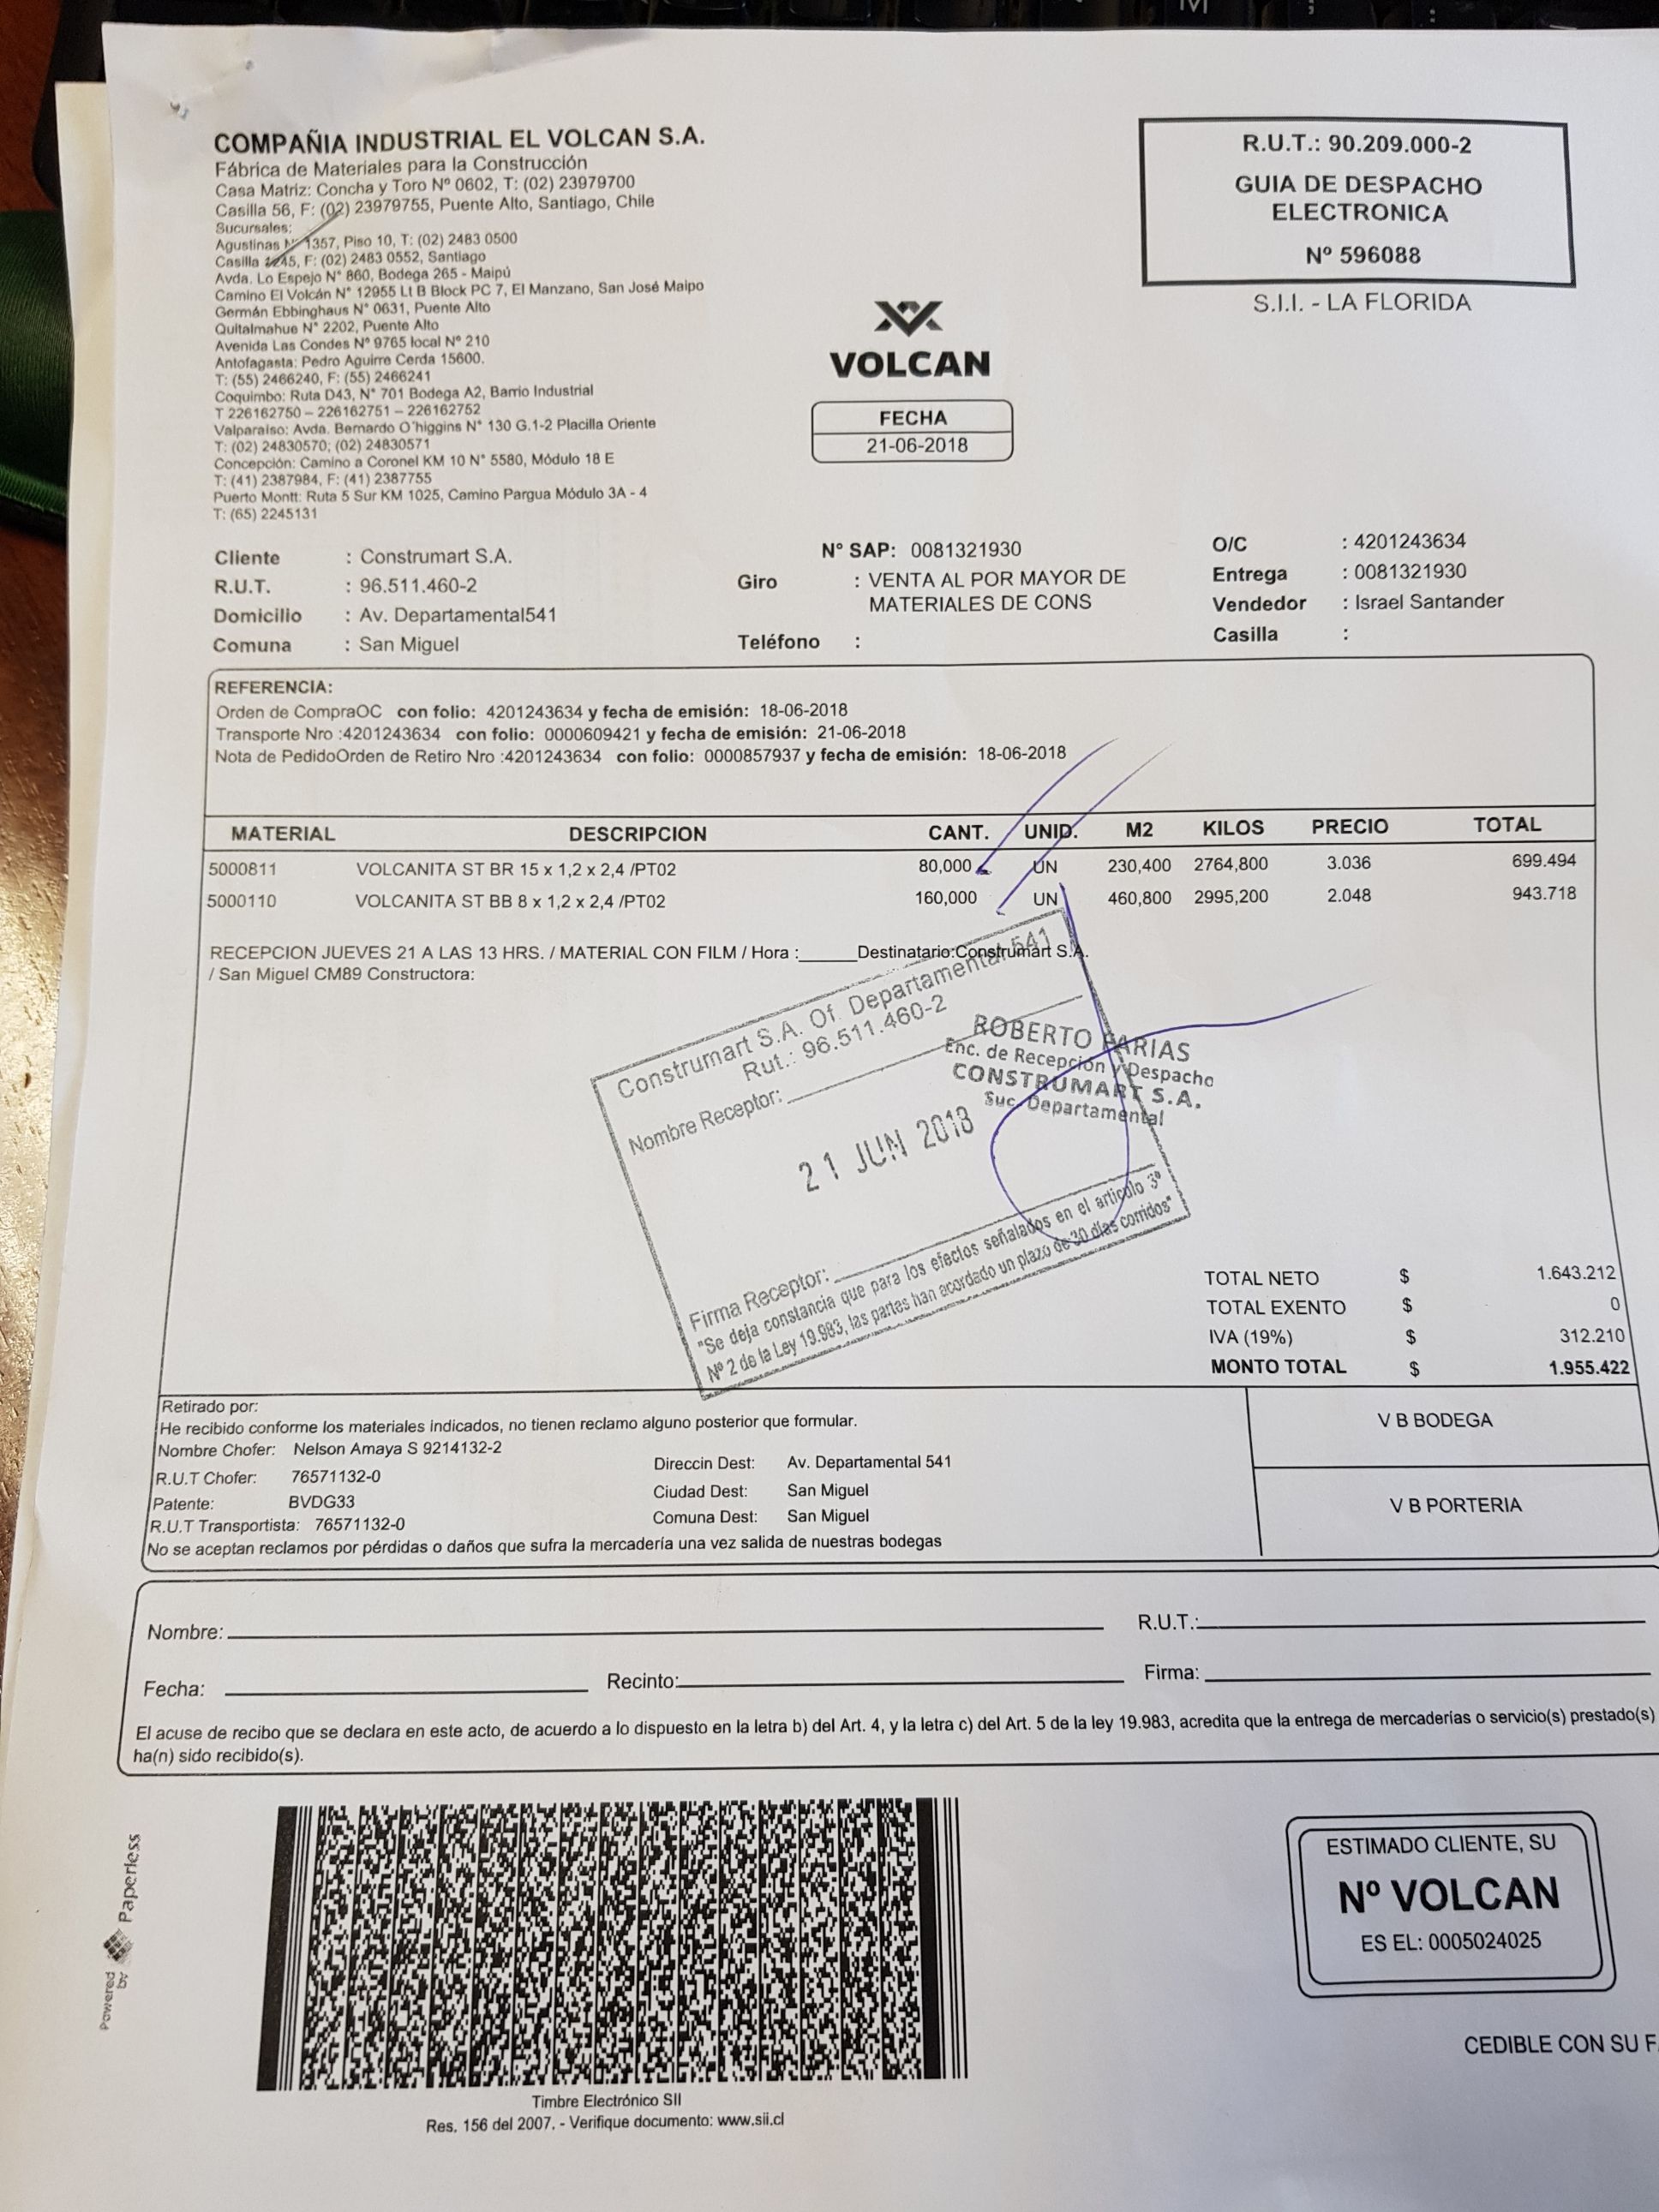 COMPAÑIA INDUSTRIAL EL VOLCAN S.A.
Fábrica de Materiales para la Construcción
Casa Matriz: Concha y Toro Nº 0602, T: (02) 23979700
Casilla 56, F: (02) 23979755, Puente Alto, Santiago, Chile
Sucursales:
Agustinas N° 1357, Piso 10, T: (02) 2483 0500
Casilla 1245, F: (02) 2483 0552, Santiago
Avda. Lo Espejo N° 860, Bodega 265 - Maipú
Camino El Volcán N° 12955 Lt B Block PC 7, El Manzano, San José Maipo
Germán Ebbinghaus N° 0631, Puente Alto
Quitalmahue N° 2202, Puente Alto
Avenida Las Condes Nº 9765 local Nº 210
Antofagasta: Pedro Aguirre Cerda 15600.
T: (55) 2466240, F: (55) 2466241
Coquimbo: Ruta D43, N° 701 Bodega A2, Barrio Industrial
T 226162750 – 226162751 – 226162752
Valparaiso: Avda. Bernardo O´higgins N° 130 G.1-2 Placilla Oriente
T: (02) 24830570; (02) 24830571
Concepción: Camino a Coronel KM 10 N° 5580, Módulo 18 E
T: (41) 2387984, F: (41) 2387755
Puerto Montt: Ruta 5 Sur KM 1025, Camino Pargua Módulo 3A - 4
T: (65) 2245131
R.U.T.: 90.209.000-2
GUIA DE DESPACHO
ELECTRONICA
Nº 596088
S.I.I. - LA FLORIDA
VOLCAN
FECHA
21-06-2018
Cliente : Construmart S.A.
R.U.T. : 96.511.460-2
Domicilio : Av. Departamental541
Comuna : San Miguel
N° SAP: 0081321930
Giro : VENTA AL POR MAYOR DE
MATERIALES DE CONS
Teléfono :
O/C : 4201243634
Entrega : 0081321930
Vendedor : Israel Santander
Casilla :
REFERENCIA:
Orden de CompraOC con folio: 4201243634 y fecha de emisión: 18-06-2018
Transporte Nro :4201243634 con folio: 0000609421 y fecha de emisión: 21-06-2018
Nota de PedidoOrden de Retiro Nro :4201243634 con folio: 0000857937 y fecha de emisión: 18-06-2018
MATERIAL DESCRIPCION CANT. UNID. M2 KILOS PRECIO TOTAL
5000811 VOLCANITA ST BR 15 x 1,2 x 2,4 /PT02 80,000 UN 230,400 2764,800 3.036 699.494
5000110 VOLCANITA ST BB 8 x 1,2 x 2,4 /PT02 160,000 UN 460,800 2995,200 2.048 943.718
RECEPCION JUEVES 21 A LAS 13 HRS. / MATERIAL CON FILM / Hora :______Destinatario:Construmart S.A.
/ San Miguel CM89 Constructora:
Construmart S.A. Of. Departamental 541
Rut.: 96.511.460-2
Nombre Receptor:
21 JUN 2018
Firma Receptor:
"Se deja constancia que para los efectos señalados en el artículo 3º
Nº 2 de la Ley 19.983, las partes han acordado un plazo de 30 días corridos"
ROBERTO FARIAS
Enc. de Recepción y Despacho
CONSTRUMART S.A.
Suc. Departamental
TOTAL NETO $ 1.643.212
TOTAL EXENTO $ 0
IVA (19%) $ 312.210
MONTO TOTAL $ 1.955.422
Retirado por:
He recibido conforme los materiales indicados, no tienen reclamo alguno posterior que formular.
Nombre Chofer: Nelson Amaya S 9214132-2
R.U.T Chofer: 76571132-0
Patente: BVDG33
R.U.T Transportista: 76571132-0
Direccin Dest: Av. Departamental 541
Ciudad Dest: San Miguel
Comuna Dest: San Miguel
No se aceptan reclamos por pérdidas o daños que sufra la mercadería una vez salida de nuestras bodegas
V B BODEGA
V B PORTERIA
Nombre: R.U.T.:
Fecha: Recinto: Firma:
El acuse de recibo que se declara en este acto, de acuerdo a lo dispuesto en la letra b) del Art. 4, y la letra c) del Art. 5 de la ley 19.983, acredita que la entrega de mercaderías o servicio(s) prestado(s)
ha(n) sido recibido(s).
Powered by Paperless
Timbre Electrónico SII
Res. 156 del 2007. - Verifique documento: www.sii.cl
ESTIMADO CLIENTE, SU
Nº VOLCAN
ES EL: 0005024025
CEDIBLE CON SU F